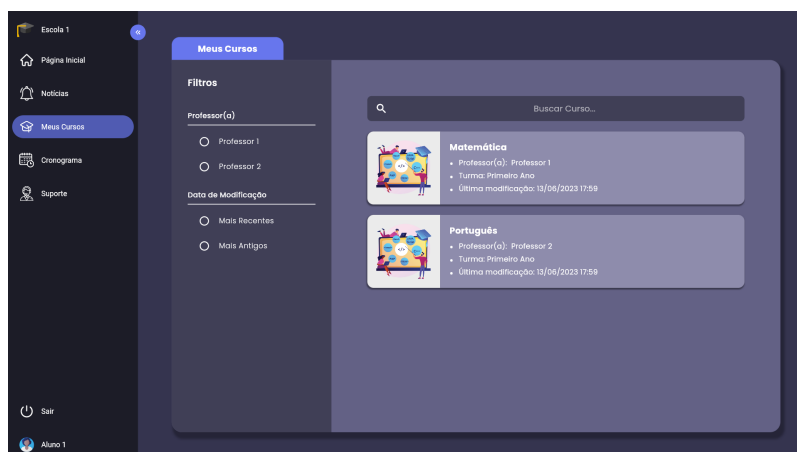 Escola 1
«
Página Inicial
Notícias
Meus Cursos
Cronograma
Suporte
Sair
Aluno 1
Meus Cursos
Filtros
Professor(a)
Professor 1
Professor 2
Data de Modificação
Mais Recentes
Mais Antigos
Buscar Curso...
Matemática
• Professor(a): Professor 1
• Turma: Primeiro Ano
• Última modificação: 13/06/2023 17:59
Português
• Professor(a): Professor 2
• Turma: Primeiro Ano
• Última modificação: 13/06/2023 17:59